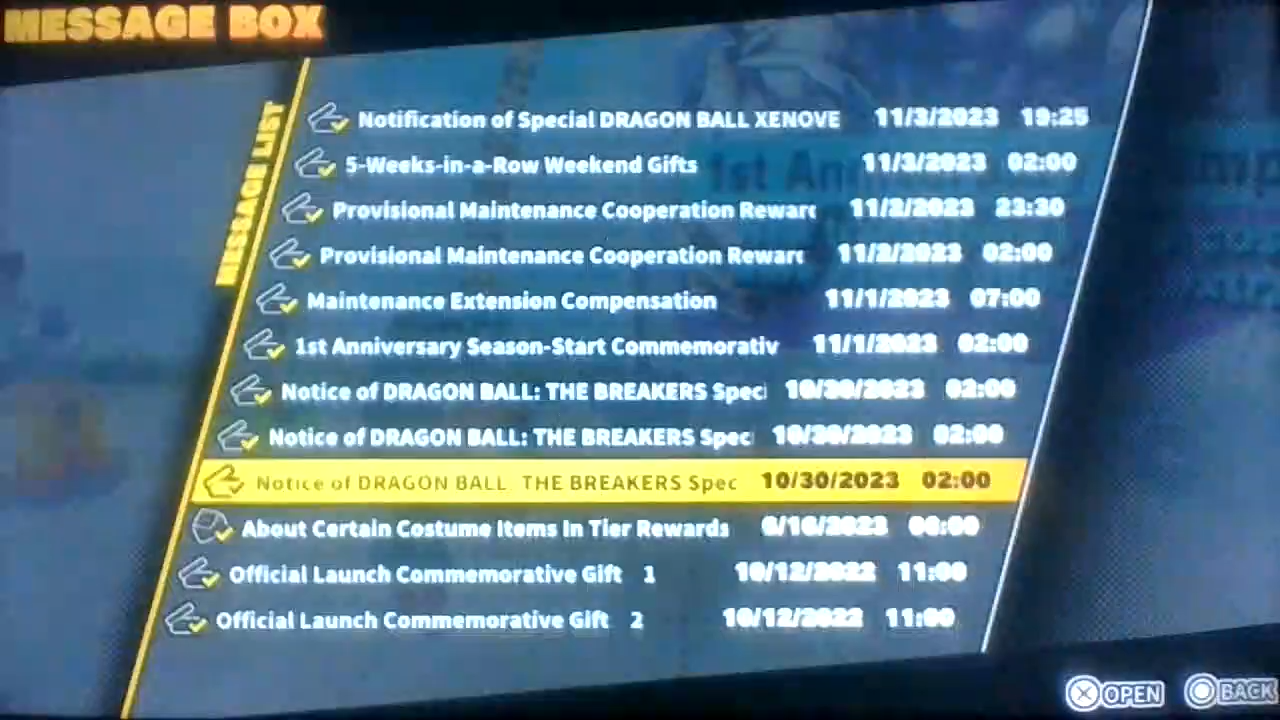 MESSAGE BOX
MESSAGE LIST
Notification of Special DRAGON BALL XENOVE 11/3/2023 19:25
5-Weeks-in-a-Row Weekend Gifts 11/3/2023 02:00
Provisional Maintenance Cooperation Reward 11/2/2023 23:30
Provisional Maintenance Cooperation Reward 11/2/2023 02:00
Maintenance Extension Compensation 11/1/2023 07:00
1st Anniversary Season-Start Commemorativ 11/1/2023 02:00
Notice of DRAGON BALL: THE BREAKERS Spec 10/30/2023 02:00
Notice of DRAGON BALL: THE BREAKERS Spec 10/30/2023 02:00
Notice of DRAGON BALL THE BREAKERS Spec 10/30/2023 02:00
About Certain Costume Items In Tier Rewards
Official Launch Commemorative Gift 1 10/12/2022 11:00
Official Launch Commemorative Gift 2 10/12/2022 11:00
1st
OPEN BACK